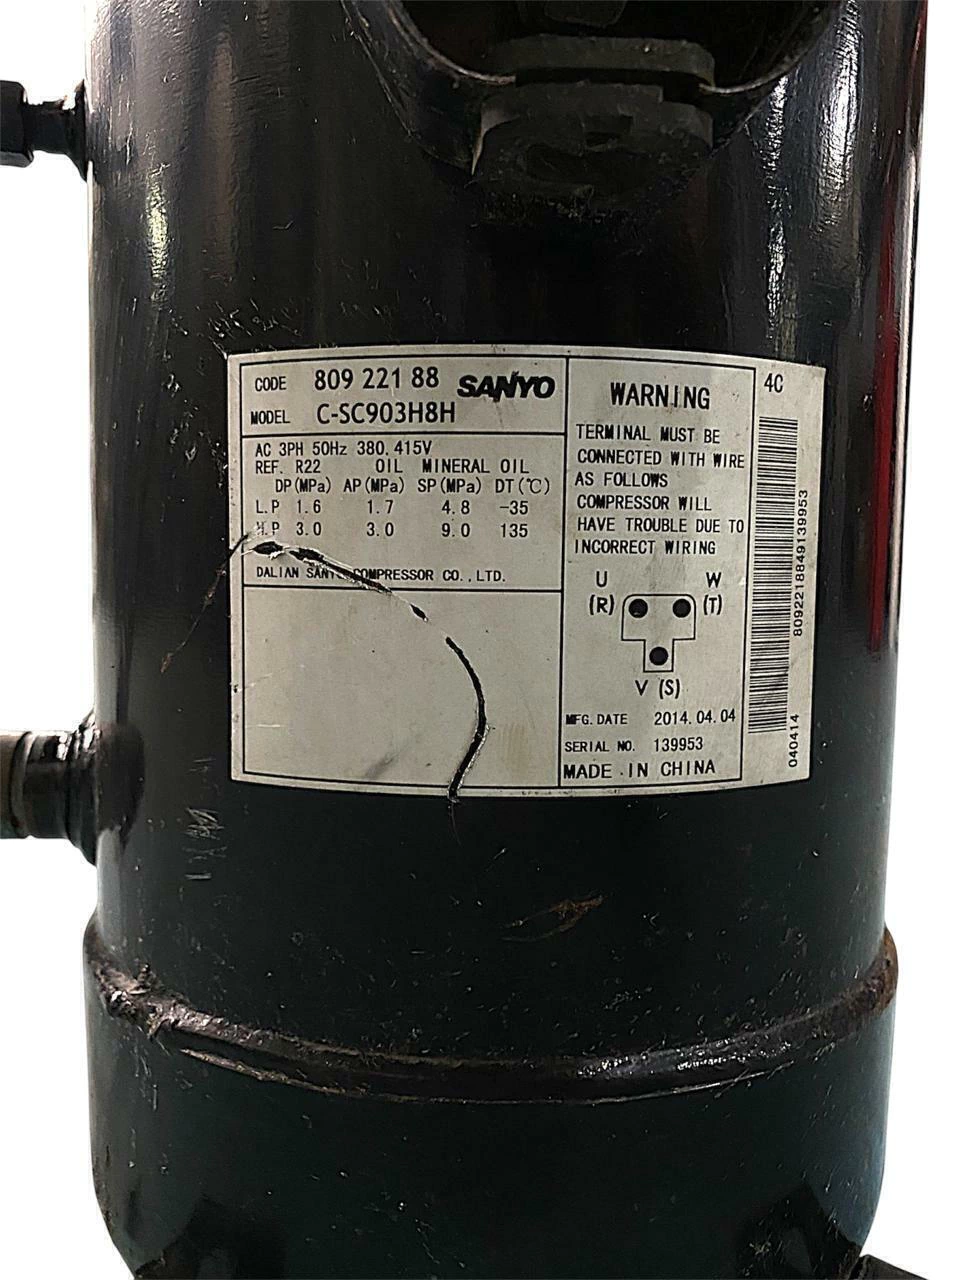 CODE 809 221 88 SANYO
MODEL C-SC903H8H
AC 3PH 50Hz 380.415V
REF. R22 OIL MINERAL OIL
DP(MPa) AP(MPa) SP(MPa) DT(℃)
L.P 1.6 1.7 4.8 -35
H.P 3.0 3.0 9.0 135
DALIAN SANYO COMPRESSOR CO.,LTD.
WARNING
TERMINAL MUST BE
CONNECTED WITH WIRE
AS FOLLOWS
COMPRESSOR WILL
HAVE TROUBLE DUE TO
INCORRECT WIRING
U W
(R) (T)
V (S)
MFG.DATE 2014.04.04
SERIAL NO. 139953
MADE IN CHINA
4C
8092218849139953
040414